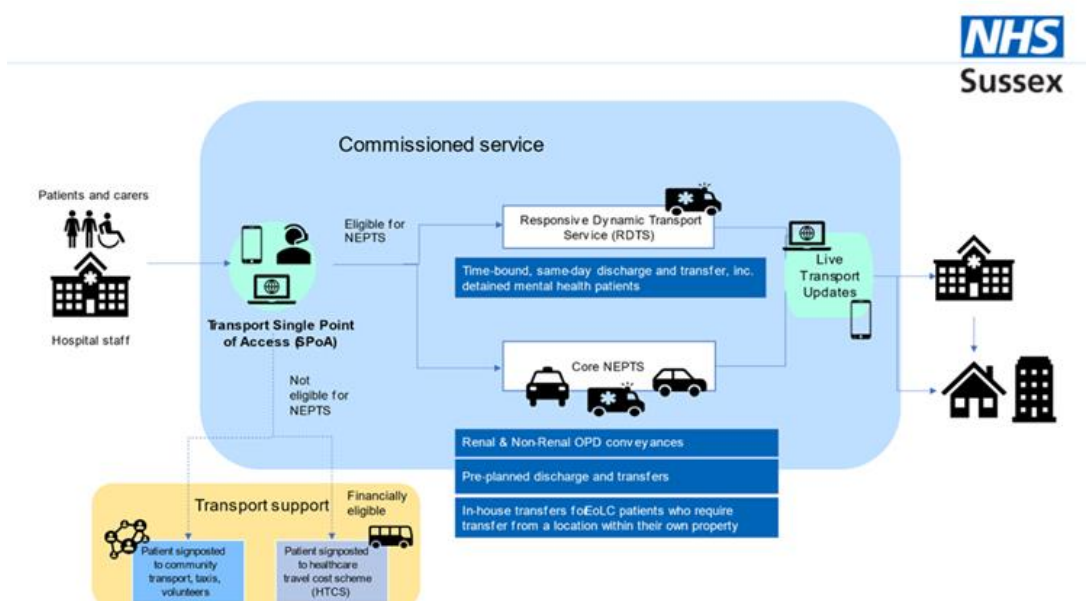 NHS
Sussex
Commissioned service
Patients and carers
Hospital staff
Transport Single Point
of Access (SPoA)
Eligible for
NEPTS
Not
eligible for
NEPTS
Responsive Dynamic Transport
Service (RDTS)
Time-bound, same-day discharge and transfer, inc.
detained mental health patients
Core NEPTS
Renal & Non-Renal OPD conveyances
Pre-planned discharge and transfers
In-house transfers foEoLC patients who require
transfer from a location within their own property
Live
Transport
Updates
Transport support
Financially
eligible
Patient signposted
to community
transport, taxis,
volunteers
Patient signposted
to healthcare
travel cost scheme
(HTCS)